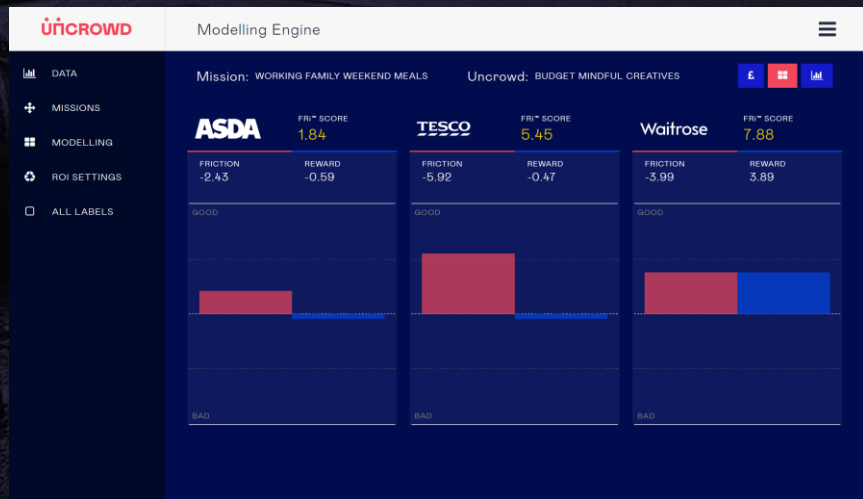 uncrowd
Modelling Engine
DATA
MISSIONS
MODELLING
ROI SETTINGS
ALL LABELS
Mission: WORKING FAMILY WEEKEND MEALS Uncrowd: BUDGET MINDFUL CREATIVES £
ASDA
FRi™ SCORE
1.84
FRICTION
-2.43
REWARD
-0.59
GOOD
BAD
TESCO
FRi™ SCORE
5.45
FRICTION
-5.92
REWARD
-0.47
GOOD
BAD
Waitrose
FRi™ SCORE
7.88
FRICTION
-3.99
REWARD
3.89
GOOD
BAD